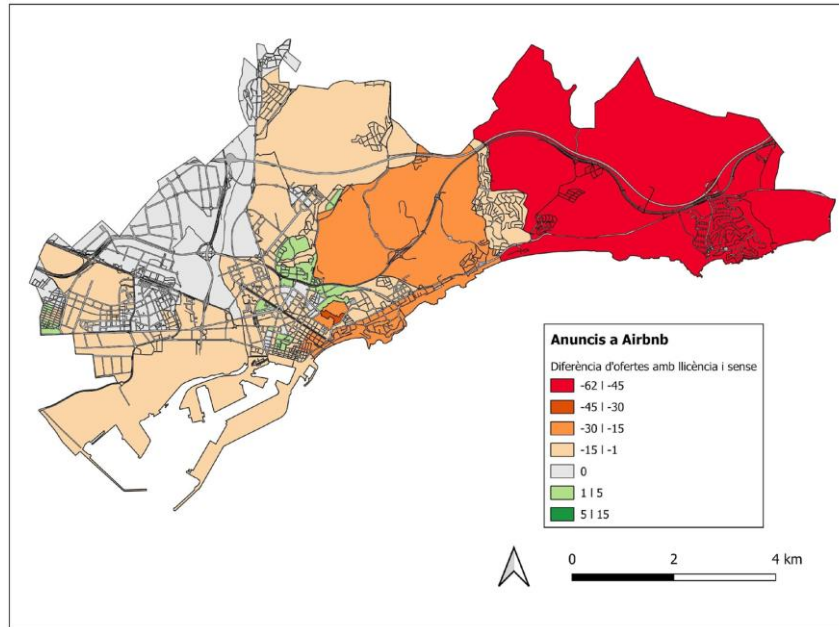 Anuncis a Airbnb
Diferència d'ofertes amb llicència i sense
-62 l -45
-45 l -30
-30 l -15
-15 l -1
0
1 l 5
5 l 15
0 2 4 km